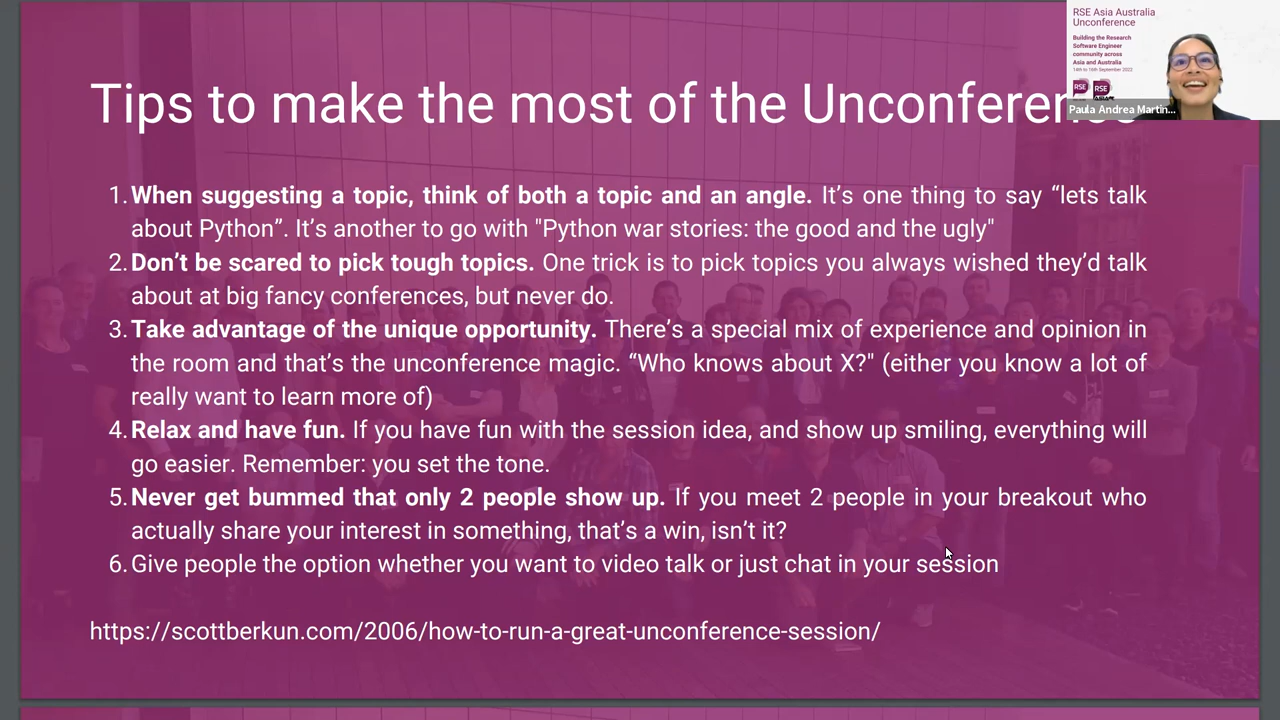 Tips to make the most of the Unconference
1. When suggesting a topic, think of both a topic and an angle. It's one thing to say “lets talk
about Python”. It's another to go with "Python war stories: the good and the ugly"
2. Don't be scared to pick tough topics. One trick is to pick topics you always wished they'd talk
about at big fancy conferences, but never do.
3. Take advantage of the unique opportunity. There's a special mix of experience and opinion in
the room and that's the unconference magic. “Who knows about X?" (either you know a lot of
really want to learn more of)
4. Relax and have fun. If you have fun with the session idea, and show up smiling, everything will
go easier. Remember: you set the tone.
5. Never get bummed that only 2 people show up. If you meet 2 people in your breakout who
actually share your interest in something, that's a win, isn't it?
6. Give people the option whether you want to video talk or just chat in your session
https://scottberkun.com/2006/how-to-run-a-great-unconference-session/
RSE Asia Australia
Unconference
Building the Research
Software Engineer
community across
Asia and Australia
14th to 16th September 2022
RSE
RSE
Paula Andrea Martin...